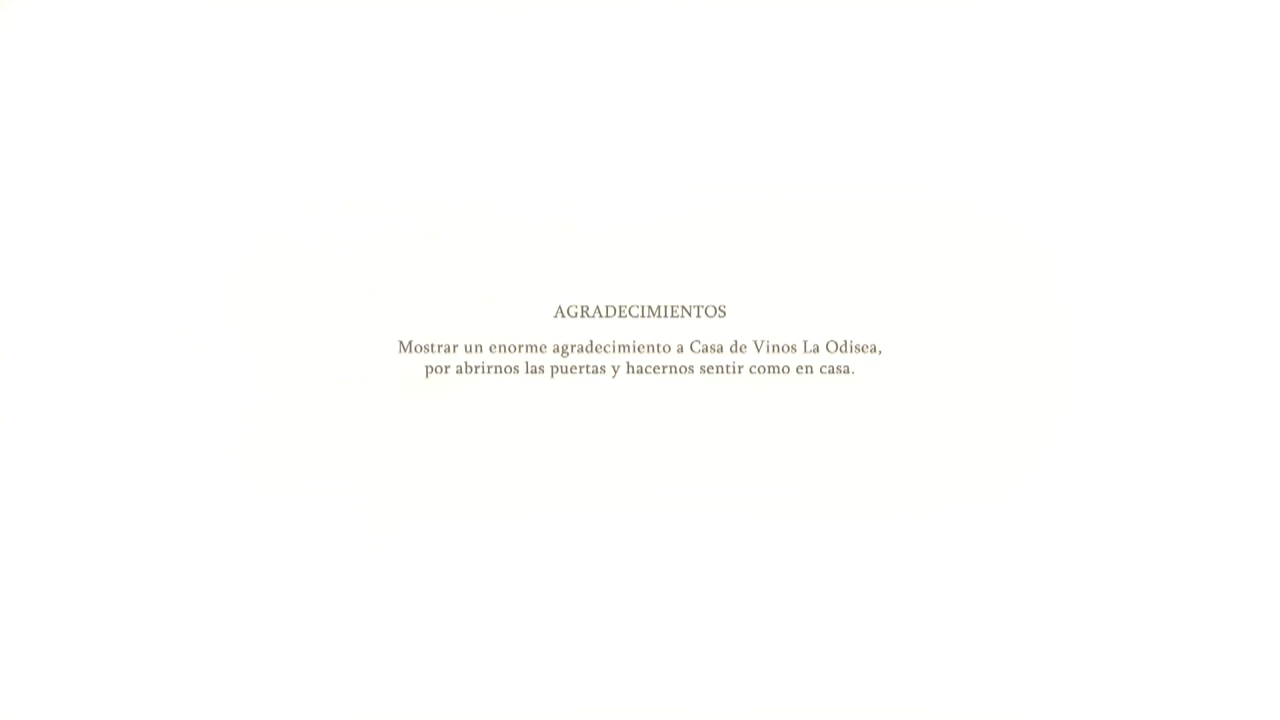 AGRADECIMIENTOS
Mostrar un enorme agradecimiento a Casa de Vinos La Odisea,
por abrirnos las puertas y hacernos sentir como en casa.